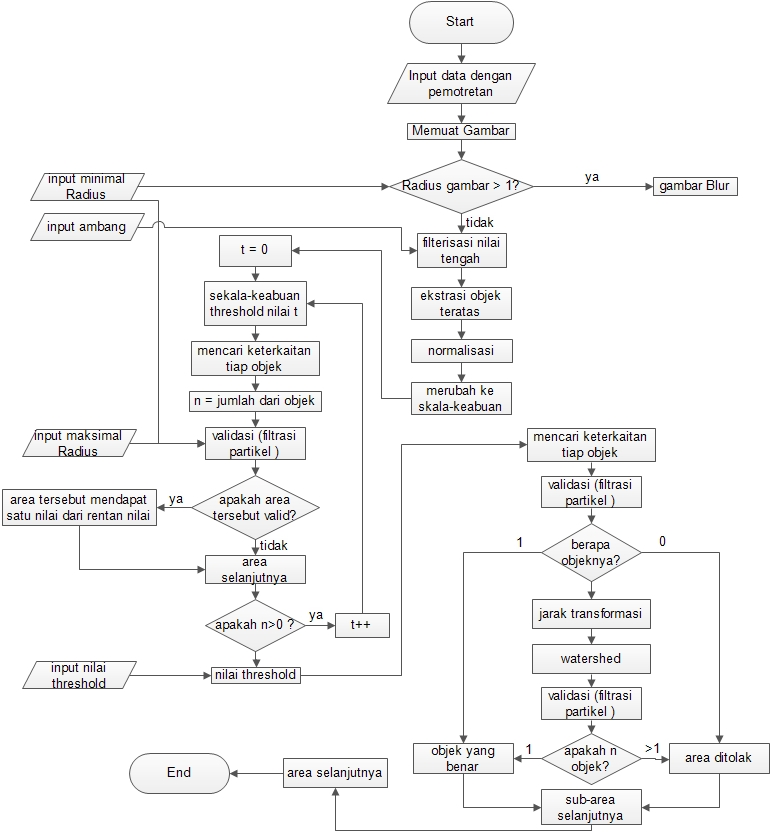 Start
Input data dengan
pemotretan
Memuat Gambar
input minimal
Radius
Radius gambar > 1?
ya
gambar Blur
tidak
input ambang
filterisasi nilai
tengah
t = 0
ekstrasi objek
teratas
sekala-keabuan
threshold nilai t
normalisasi
mencari keterkaitan
tiap objek
merubah ke
skala-keabuan
n = jumlah dari objek
input maksimal
Radius
validasi (filtrasi
partikel )
mencari keterkaitan
tiap objek
validasi (filtrasi
partikel )
area tersebut mendapat
satu nilai dari rentan nilai
ya
apakah area
tersebut valid?
tidak
area
selanjutnya
1
berapa
objeknya?
0
apakah n>0 ?
ya
t++
jarak transformasi
input nilai
threshold
nilai threshold
watershed
validasi (filtrasi
partikel )
objek yang
benar
1
apakah n
objek?
>1
area ditolak
End
area selanjutnya
sub-area
selanjutnya